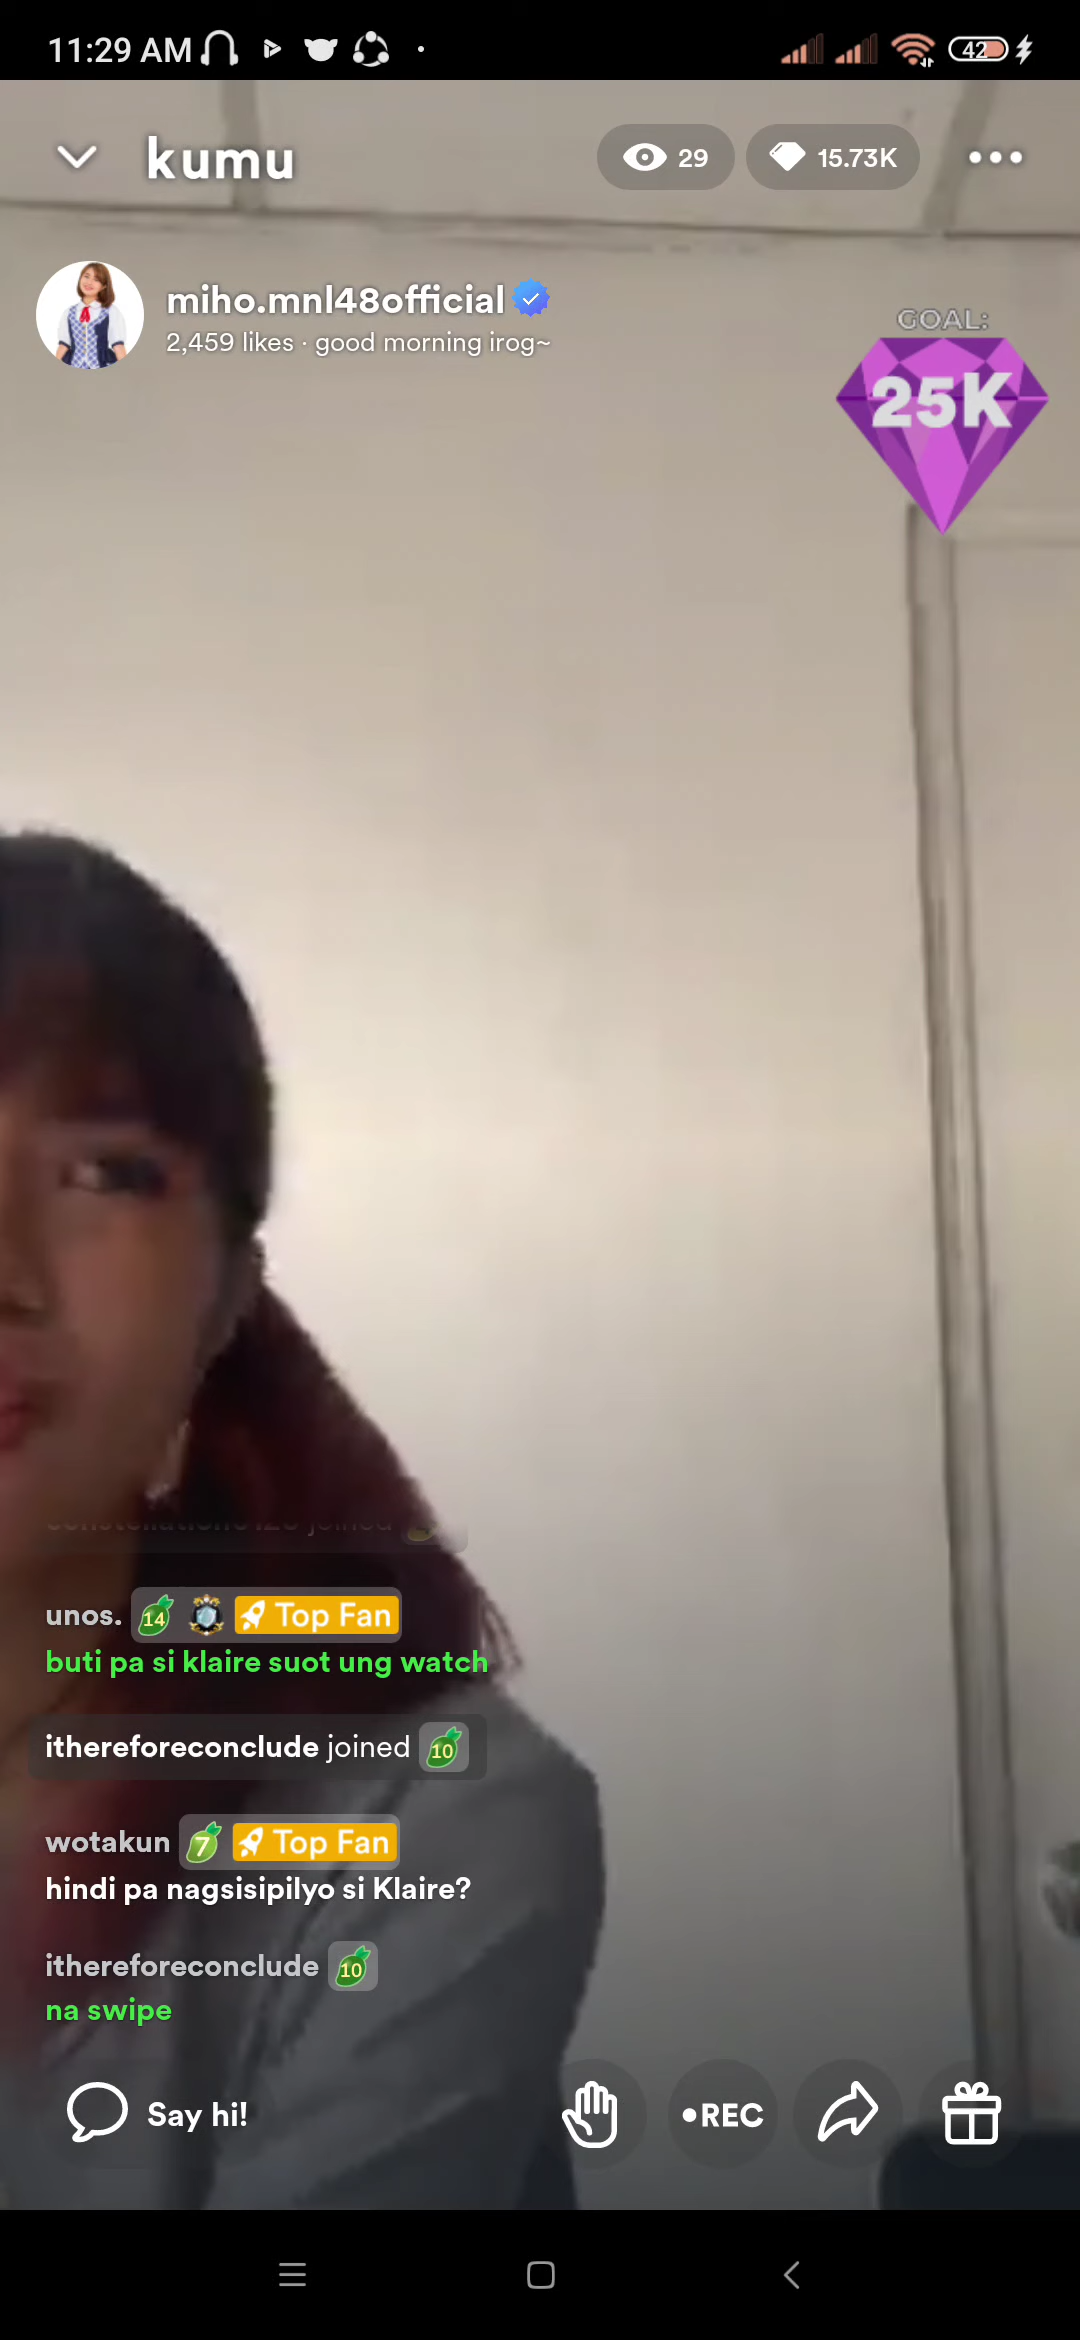 11:29 AM
42
kumu
29
15.73K
miho.mnl48official
2,459 likes · good morning irog~
GOAL:
25K
joined
unos. 14 Top Fan
buti pa si klaire suot ung watch
ithereforeconclude joined 10
wotakun 7 Top Fan
hindi pa nagsisipilyo si Klaire?
ithereforeconclude 10
na swipe
Say hi!
•REC